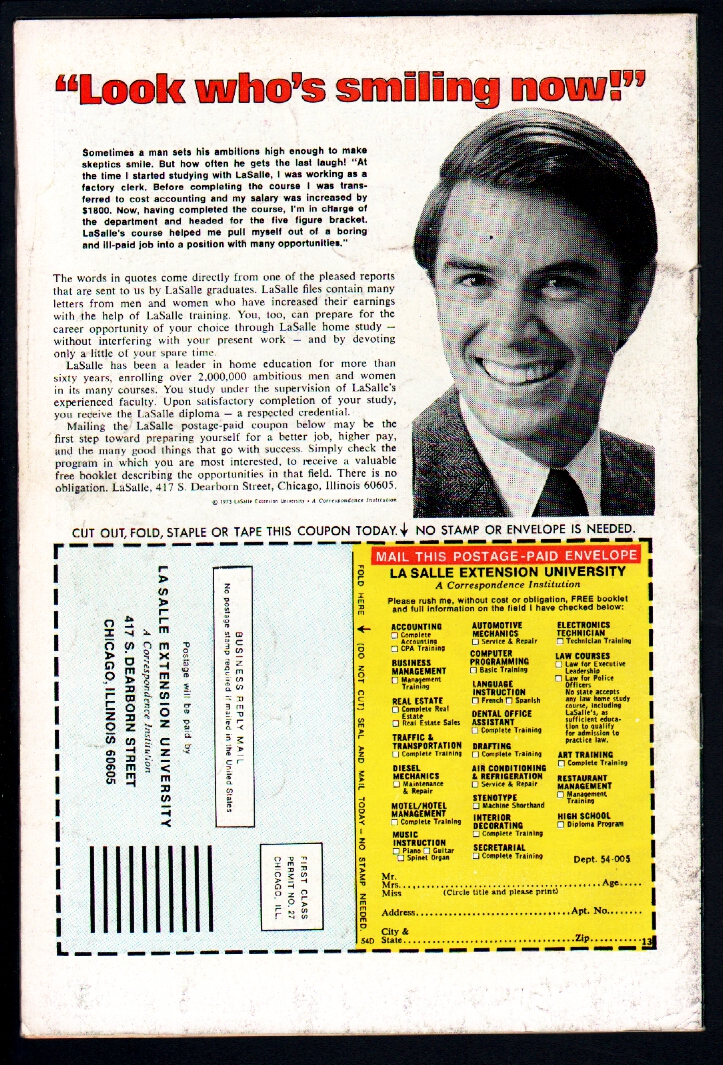 “Look who’s smiling now!”
Sometimes a man sets his ambitions high enough to make
skeptics smile. But how often he gets the last laugh! “At
the time I started studying with LaSalle, I was working as a
factory clerk. Before completing the course I was trans-
ferred to cost accounting and my salary was increased by
$1800. Now, having completed the course, I’m in charge of
the department and headed for the five figure bracket.
LaSalle’s course helped me pull myself out of a boring
and ill-paid job into a position with many opportunities.”
The words in quotes come directly from one of the pleased reports
that are sent to us by LaSalle graduates. LaSalle files contain many
letters from men and women who have increased their earnings
with the help of LaSalle training. You, too, can prepare for the
career opportunity of your choice through LaSalle home study —
without interfering with your present work — and by devoting
only a little of your spare time.
LaSalle has been a leader in home education for more than
sixty years, enrolling over 2,000,000 ambitious men and women
in its many courses. You study under the supervision of LaSalle’s
experienced faculty. Upon satisfactory completion of your study,
you receive the LaSalle diploma — a respected credential.
Mailing the LaSalle postage-paid coupon below may be the
first step toward preparing yourself for a better job, higher pay,
and the many good things that go with success. Simply check the
program in which you are most interested, to receive a valuable
free booklet describing the opportunities in that field. There is no
obligation. LaSalle, 417 S. Dearborn Street, Chicago, Illinois 60605.
© 1973 LaSalle Extension University • A Correspondence Institution
CUT OUT, FOLD, STAPLE OR TAPE THIS COUPON TODAY. NO STAMP OR ENVELOPE IS NEEDED.
BUSINESS REPLY MAIL
No postage stamp required if mailed in the United States
Postage will be paid by
LA SALLE EXTENSION UNIVERSITY
A Correspondence Institution
417 S. DEARBORN STREET
CHICAGO, ILLINOIS 60605
FIRST CLASS
PERMIT NO. 27
CHICAGO, ILL.
FOLD HERE (DO NOT CUT) SEAL AND MAIL TODAY — NO STAMP NEEDED.
MAIL THIS POSTAGE-PAID ENVELOPE
LA SALLE EXTENSION UNIVERSITY
A Correspondence Institution
Please rush me, without cost or obligation, FREE booklet
and full information on the field I have checked below:
ACCOUNTING
Complete
Accounting
CPA Training
BUSINESS
MANAGEMENT
Management
Training
REAL ESTATE
Complete Real
Estate
Real Estate Sales
TRAFFIC &
TRANSPORTATION
Complete Training
DIESEL
MECHANICS
Maintenance
& Repair
MOTEL/HOTEL
MANAGEMENT
Complete Training
MUSIC
INSTRUCTION
Piano Guitar
Spinet Organ
AUTOMOTIVE
MECHANICS
Service & Repair
COMPUTER
PROGRAMMING
Basic Training
LANGUAGE
INSTRUCTION
French Spanish
DENTAL OFFICE
ASSISTANT
Complete Training
DRAFTING
Complete Training
AIR CONDITIONING
& REFRIGERATION
Service & Repair
STENOTYPE
Machine Shorthand
INTERIOR
DECORATING
Complete Training
SECRETARIAL
Complete Training
ELECTRONICS
TECHNICIAN
Technician Training
LAW COURSES
Law for Executive
Leadership
Law for Police
Officers
No state accepts
any law home study
course, including
LaSalle’s, as
sufficient educa-
tion to qualify
for admission to
practice law.
ART TRAINING
Complete Training
RESTAURANT
MANAGEMENT
Management
Training
HIGH SCHOOL
Diploma Program
Dept. 54-005
Mr.
Mrs. Age
Miss (Circle title and please print)
Address Apt. No.
City &
State Zip
54D
13